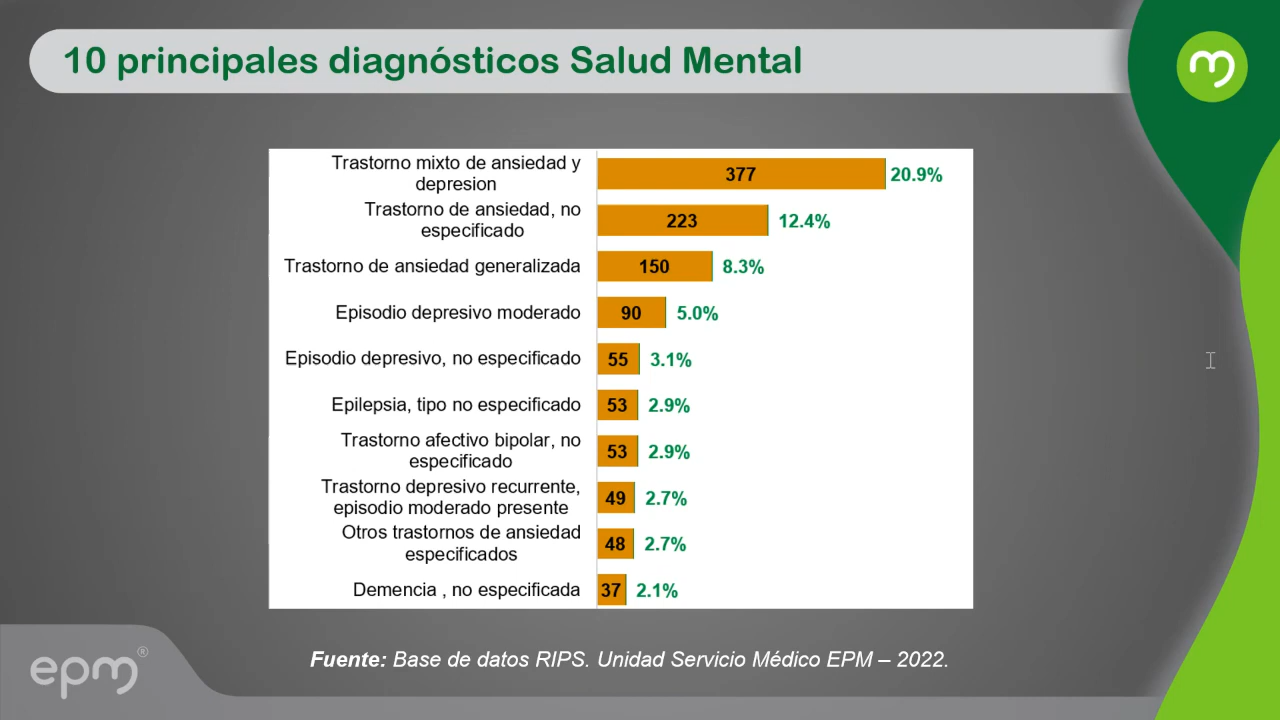 10 principales diagnósticos Salud Mental
Trastorno mixto de ansiedad y
depresion
377
20.9%
Trastorno de ansiedad, no
especificado
223
12.4%
Trastorno de ansiedad generalizada
150
8.3%
Episodio depresivo moderado
90
5.0%
Episodio depresivo, no especificado
55
3.1%
Epilepsia, tipo no especificado
53
2.9%
Trastorno afectivo bipolar, no
especificado
53
2.9%
Trastorno depresivo recurrente,
episodio moderado presente
49
2.7%
Otros trastornos de ansiedad
especificados
48
2.7%
Demencia , no especificada
37
2.1%
Fuente: Base de datos RIPS. Unidad Servicio Médico EPM – 2022.
epm®